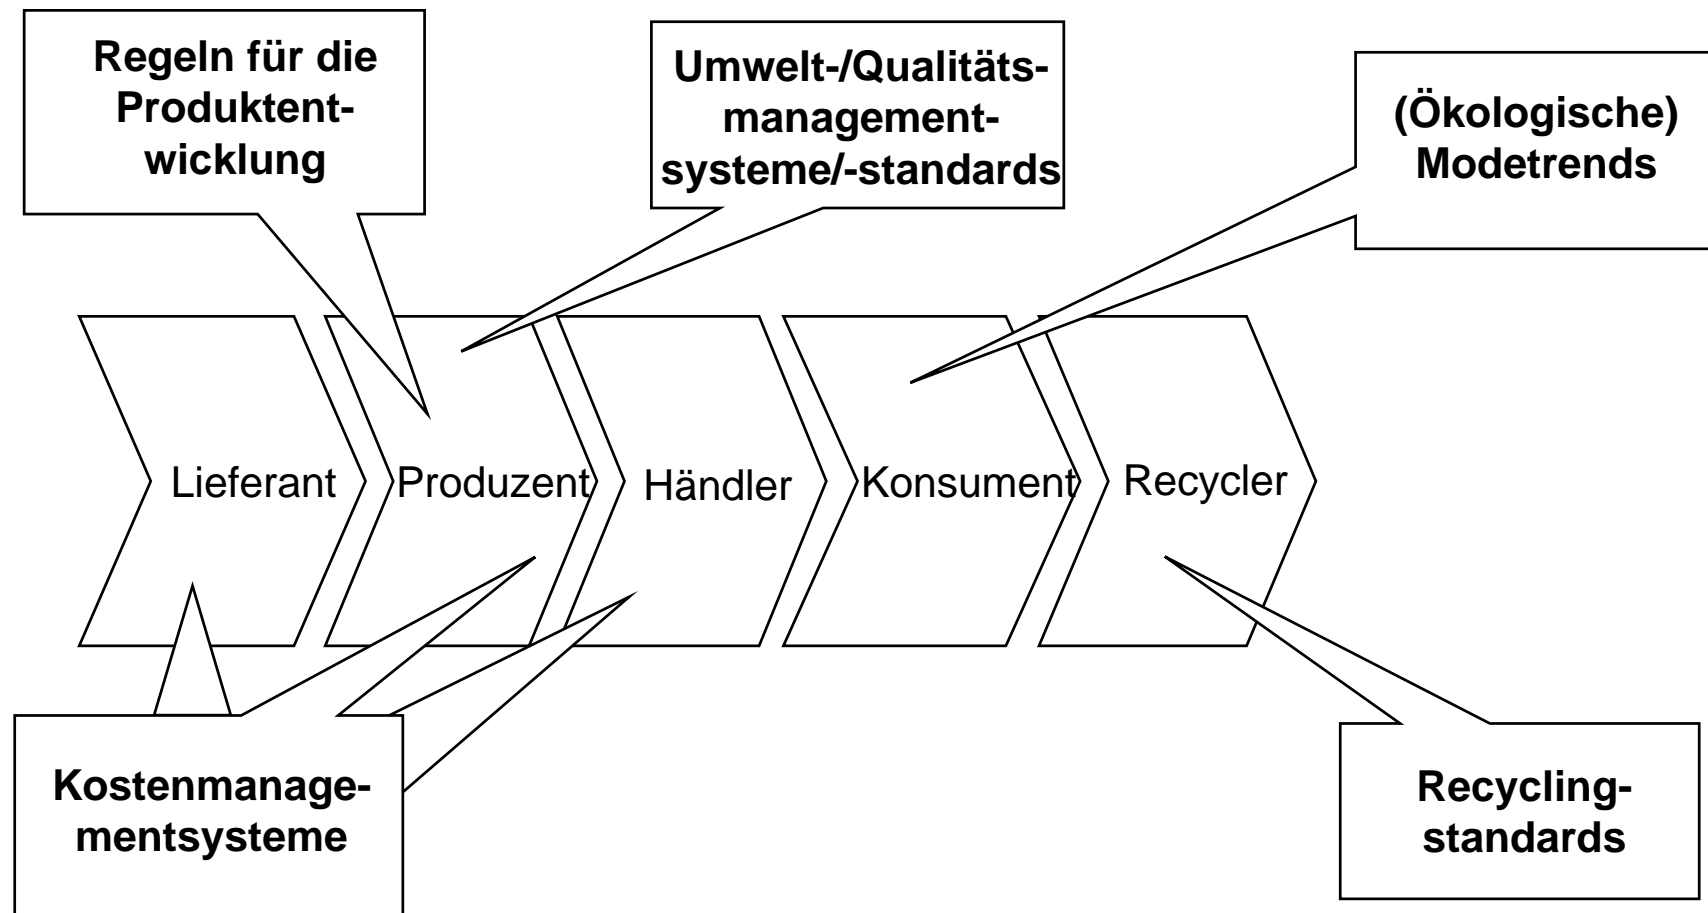 Regeln für die
Produktent-
wicklung
Umwelt-/Qualitäts-
management-
systeme/-standards
(Ökologische)
Modetrends
Lieferant
Produzent
Händler
Konsument
Recycler
Kostenmanage-
mentsysteme
Recycling-
standards